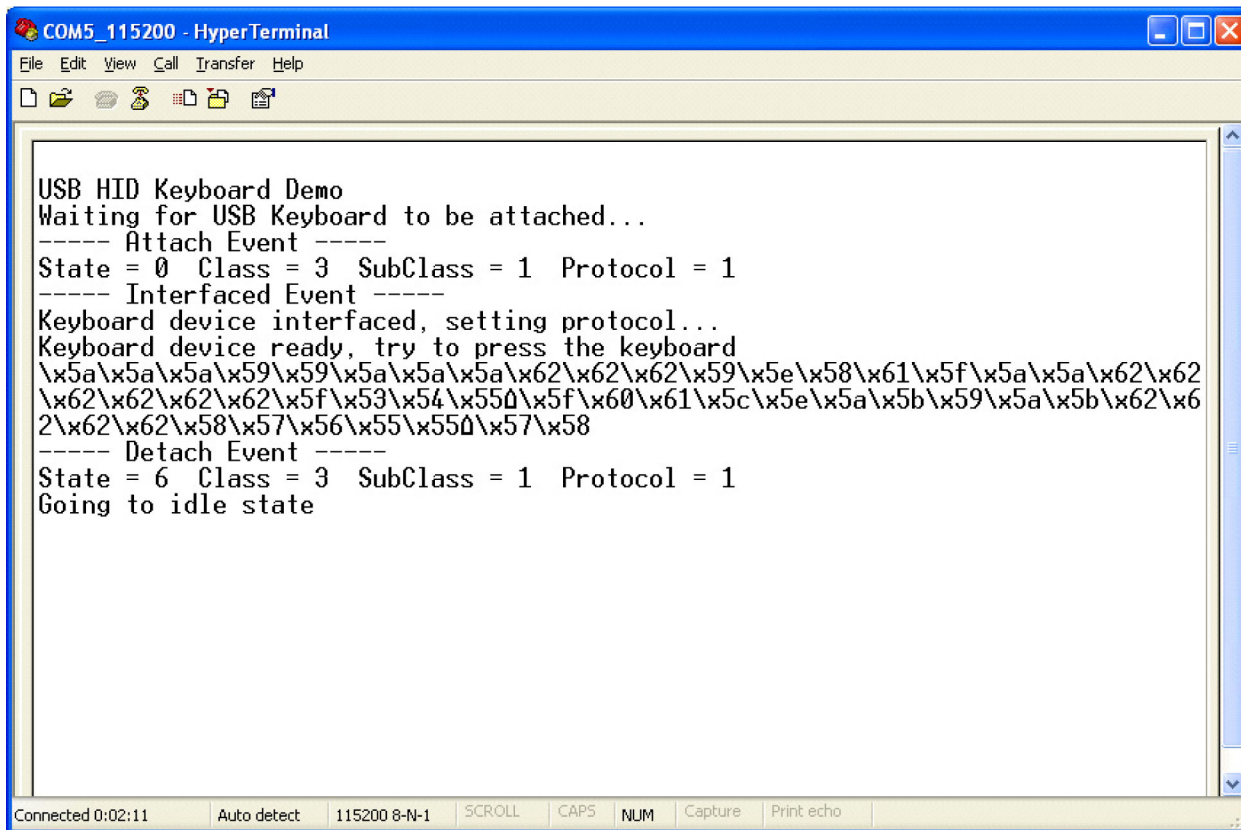 COM5_115200 - HyperTerminal
File Edit View Call Transfer Help
USB HID Keyboard Demo
Waiting for USB Keyboard to be attached...
----- Attach Event -----
State = 0  Class = 3  SubClass = 1  Protocol = 1
----- Interfaced Event -----
Keyboard device interfaced, setting protocol...
Keyboard device ready, try to press the keyboard
\x5a\x5a\x5a\x59\x59\x5a\x5a\x5a\x62\x62\x62\x59\x5e\x58\x61\x5f\x5a\x5a\x62\x62
\x62\x62\x62\x62\x5f\x53\x54\x55⌂\x5f\x60\x61\x5c\x5e\x5a\x5b\x59\x5a\x5b\x62\x6
2\x62\x62\x58\x57\x56\x55\x55⌂\x57\x58
----- Detach Event -----
State = 6  Class = 3  SubClass = 1  Protocol = 1
Going to idle state
Connected 0:02:11 Auto detect 115200 8-N-1 SCROLL CAPS NUM Capture Print echo